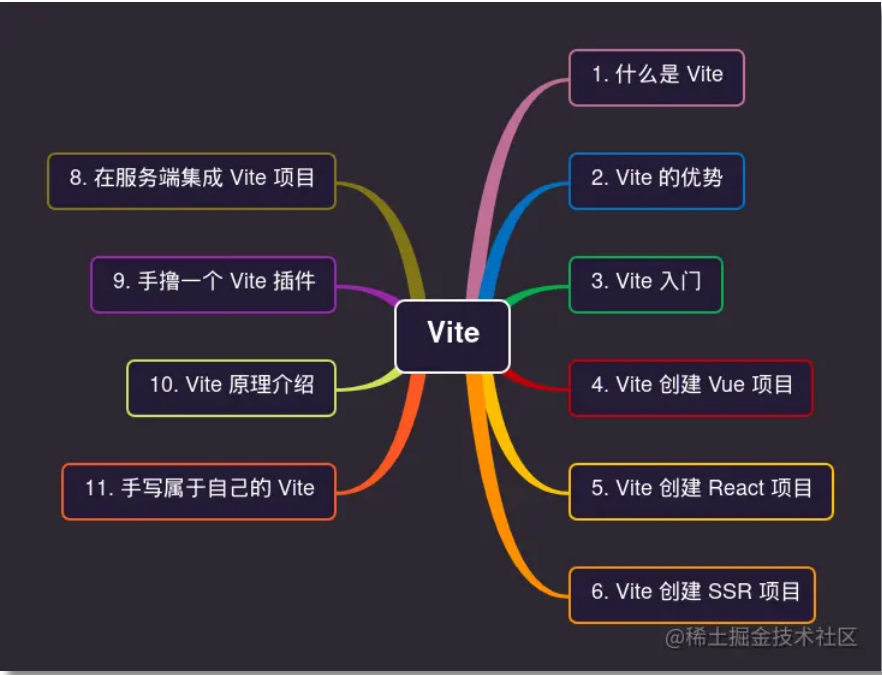 Vite
1. 什么是 Vite
2. Vite 的优势
3. Vite 入门
4. Vite 创建 Vue 项目
5. Vite 创建 React 项目
6. Vite 创建 SSR 项目
8. 在服务端集成 Vite 项目
9. 手撸一个 Vite 插件
10. Vite 原理介绍
11. 手写属于自己的 Vite
@稀土掘金技术社区